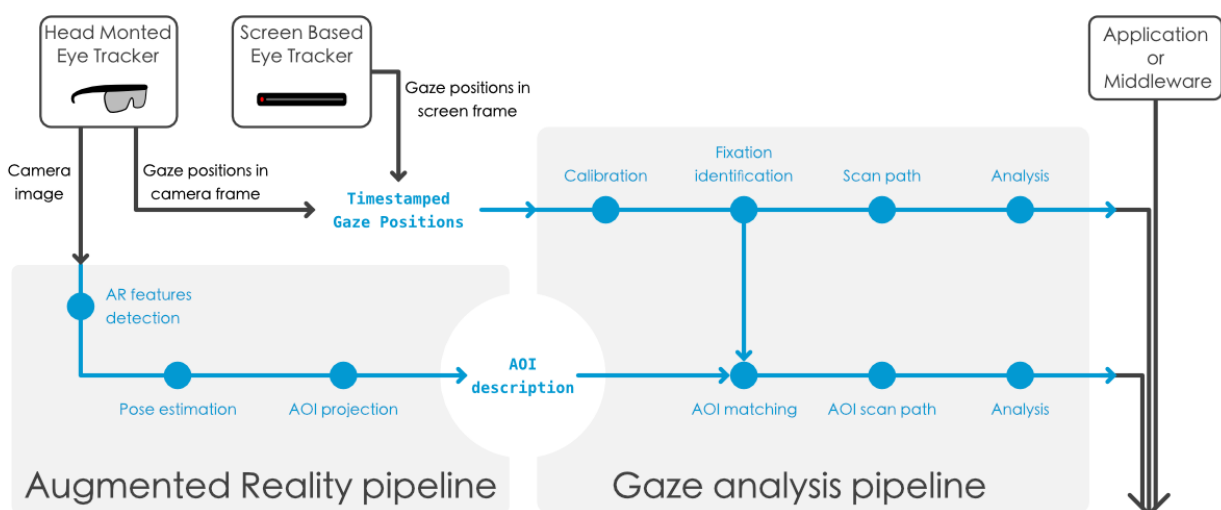 Head Monted
Eye Tracker
Screen Based
Eye Tracker
Application
or
Middleware
Gaze positions in
screen frame
Camera
image
Gaze positions in
camera frame
Timestamped
Gaze Positions
Calibration
Fixation
identification
Scan path
Analysis
AR features
detection
Pose estimation
AOI projection
AOI
description
AOI matching
AOI scan path
Analysis
Augmented Reality pipeline
Gaze analysis pipeline